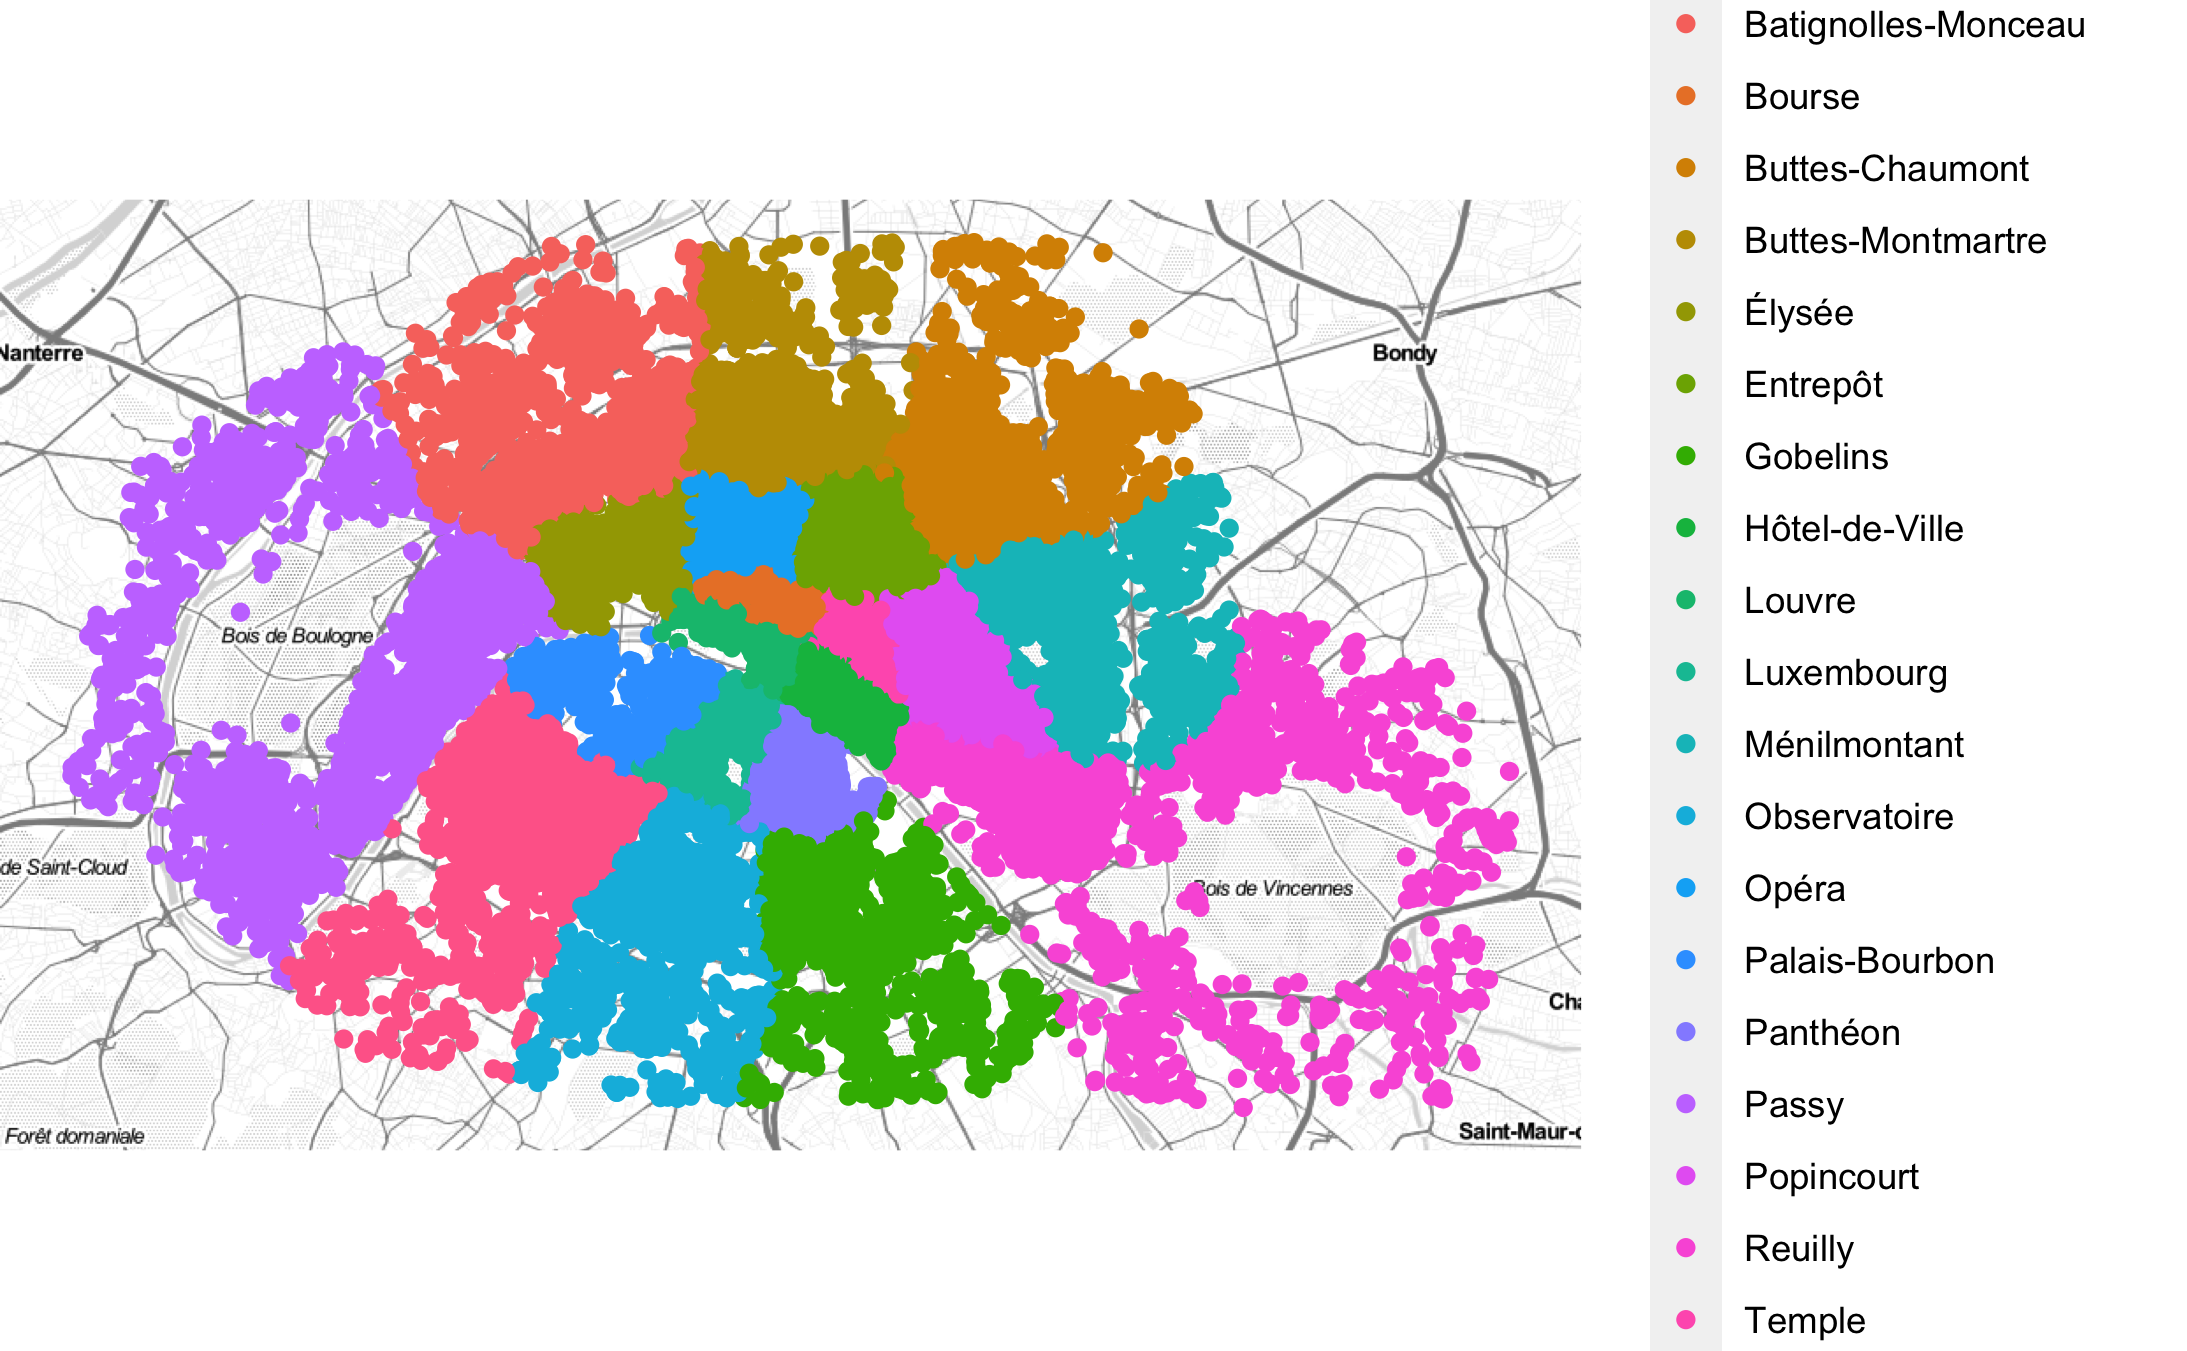 Batignolles-Monceau
Bourse
Buttes-Chaumont
Buttes-Montmartre
Élysée
Entrepôt
Gobelins
Hôtel-de-Ville
Louvre
Luxembourg
Ménilmontant
Observatoire
Opéra
Palais-Bourbon
Panthéon
Passy
Popincourt
Reuilly
Temple
Nanterre
Bondy
Bois de Boulogne
de Saint-Cloud
Bois de Vincennes
Cha
Forêt domaniale
Saint-Maur-c